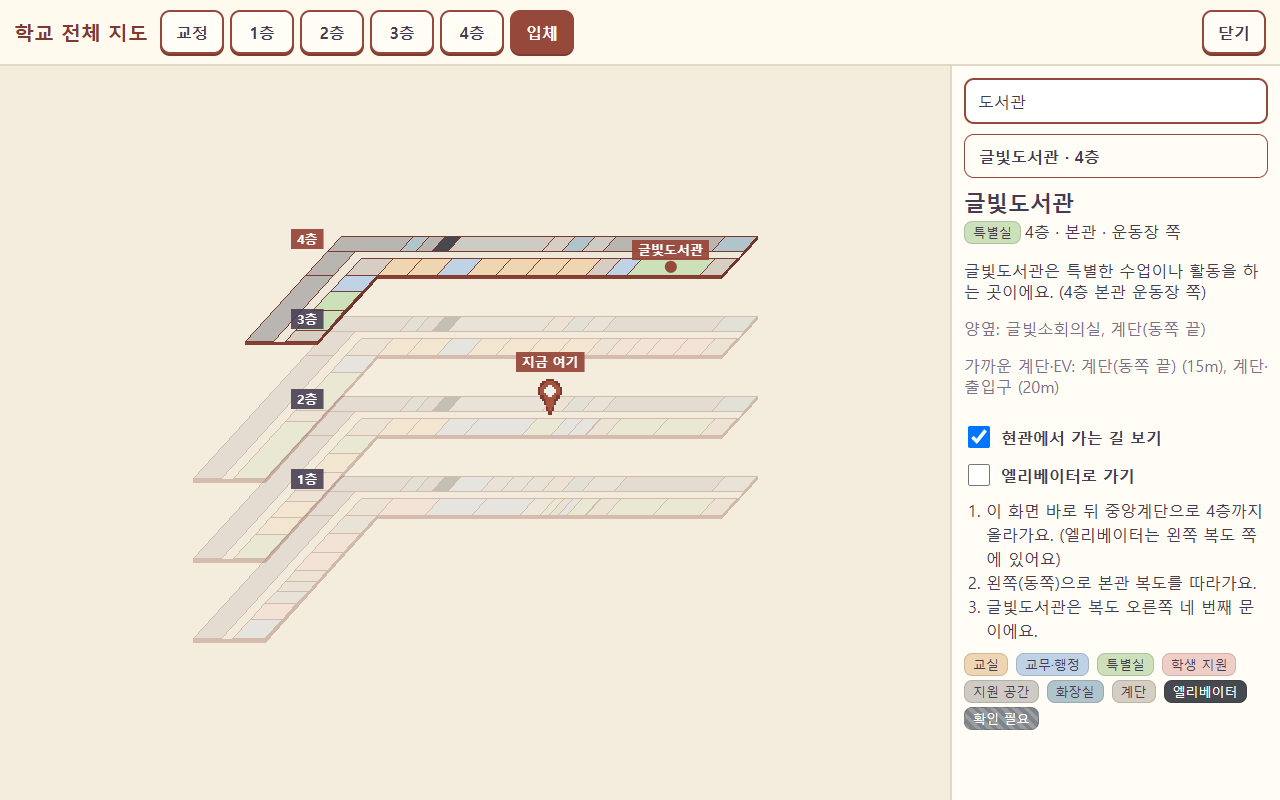 학교 전체 지도
교정
1층
2층
3층
4층
입체
닫기
4층
글빛도서관
3층
지금 여기
2층
1층
도서관
글빛도서관 · 4층
글빛도서관
특별실 4층 · 본관 · 운동장 쪽
글빛도서관은 특별한 수업이나 활동을 하
는 곳이에요. (4층 본관 운동장 쪽)
양옆: 글빛소회의실, 계단(동쪽 끝)
가까운 계단·EV: 계단(동쪽 끝) (15m), 계단·
출입구 (20m)
현관에서 가는 길 보기
엘리베이터로 가기
1. 이 화면 바로 뒤 중앙계단으로 4층까지
올라가요. (엘리베이터는 왼쪽 복도 쪽
에 있어요)
2. 왼쪽(동쪽)으로 본관 복도를 따라가요.
3. 글빛도서관은 복도 오른쪽 네 번째 문
이에요.
교실
교무·행정
특별실
학생 지원
지원 공간
화장실
계단
엘리베이터
확인 필요